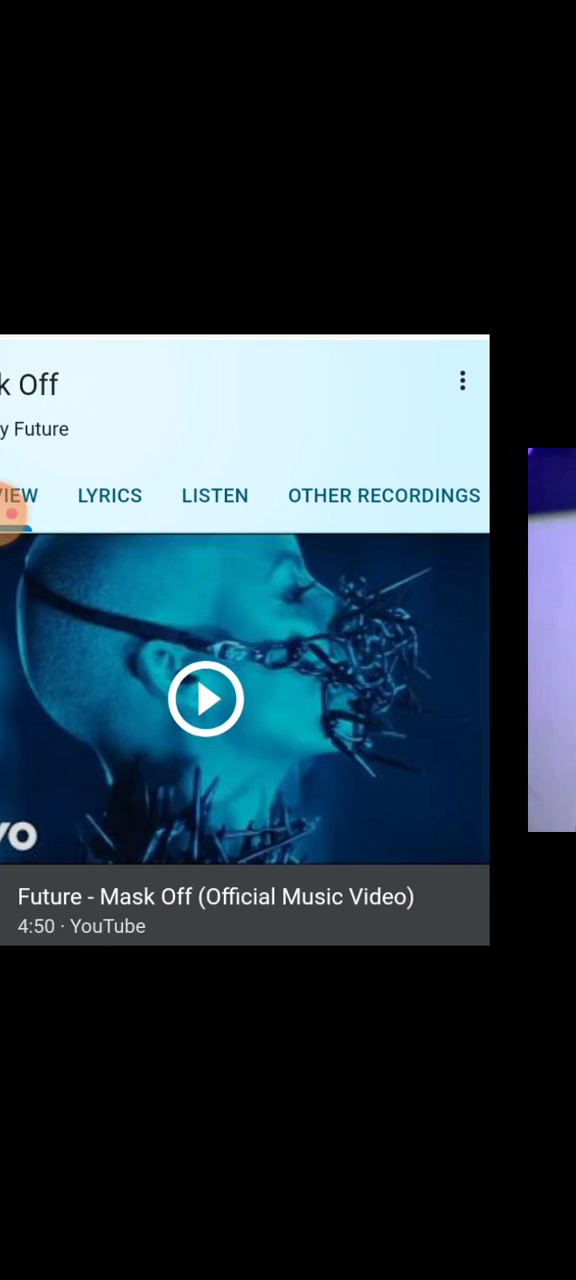 k Off
y Future
VIEW
LYRICS
LISTEN
OTHER RECORDINGS
vo
Future - Mask Off (Official Music Video)
4:50 · YouTube